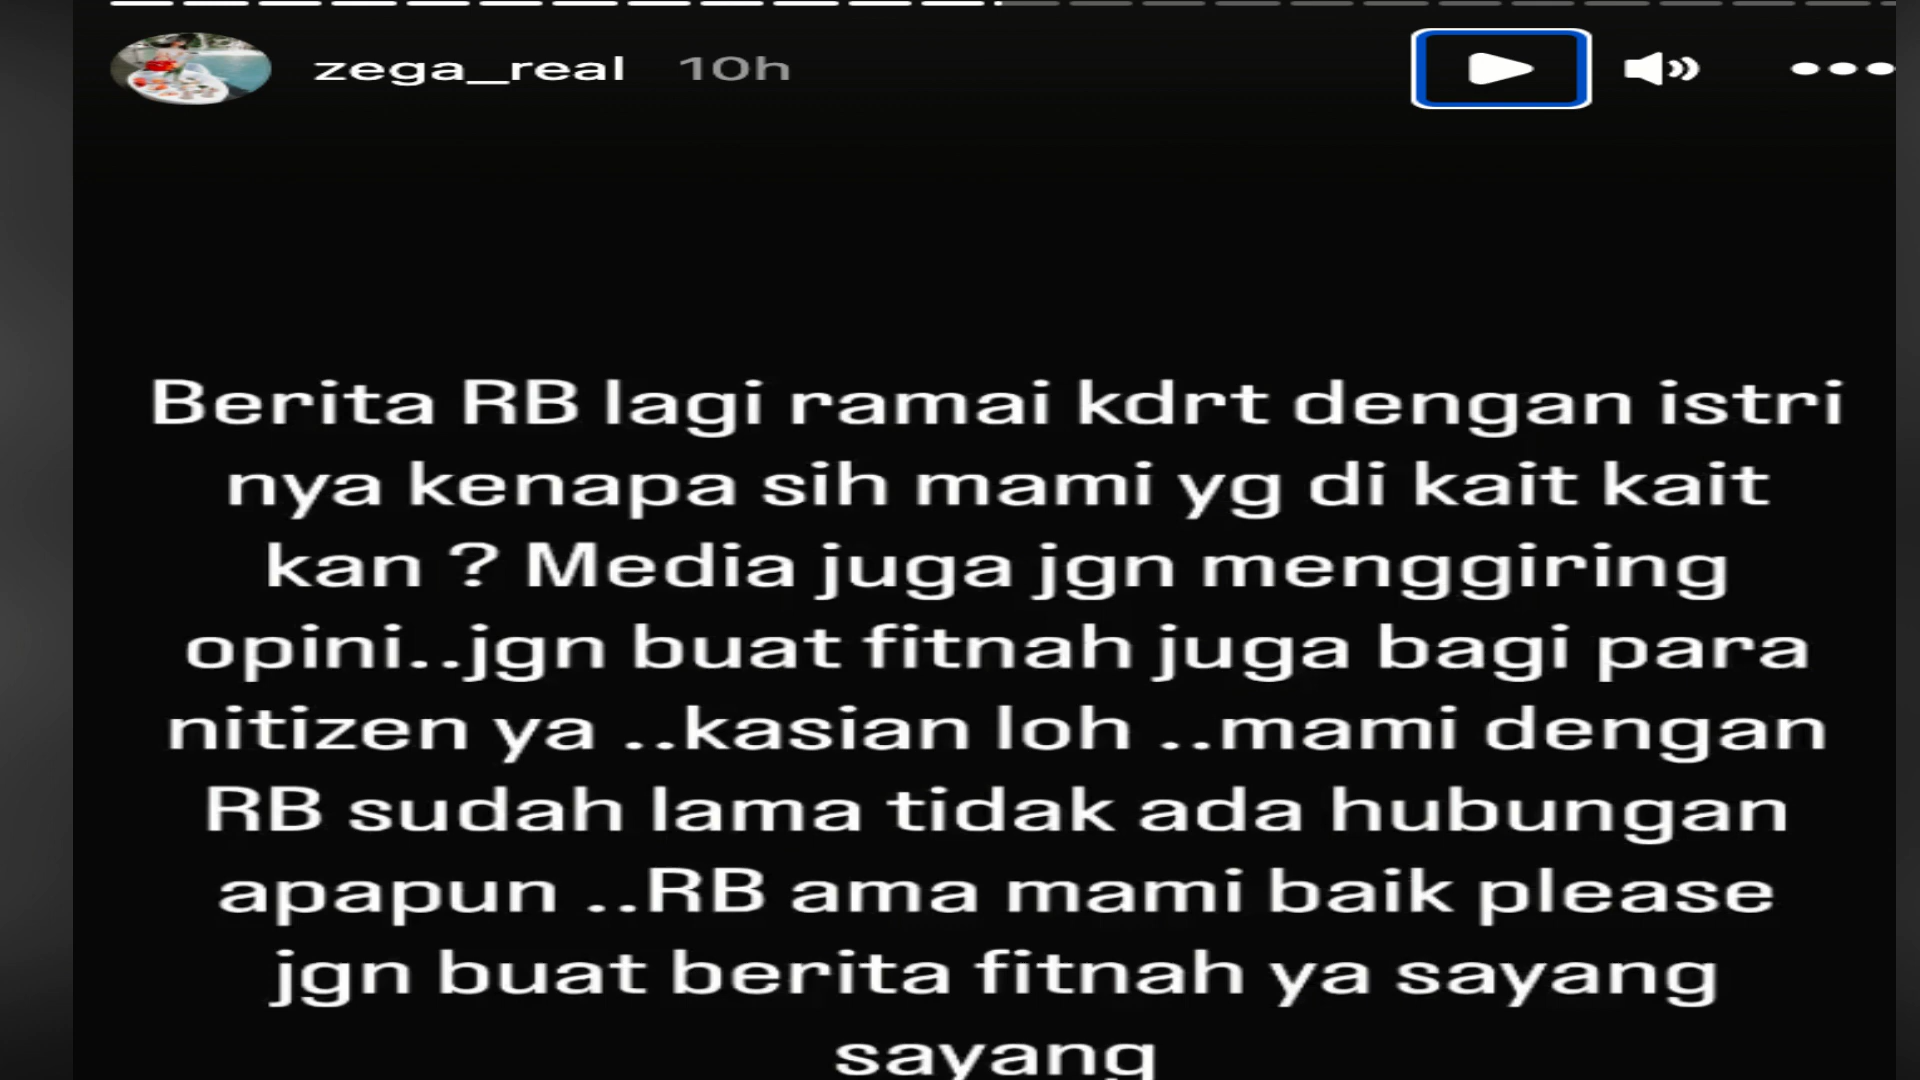 zega_real 10h
Berita RB lagi ramai kdrt dengan istri
nya kenapa sih mami yg di kait kait
kan ? Media juga jgn menggiring
opini..jgn buat fitnah juga bagi para
nitizen ya ..kasian loh ..mami dengan
RB sudah lama tidak ada hubungan
apapun ..RB ama mami baik please
jgn buat berita fitnah ya sayang
sayang